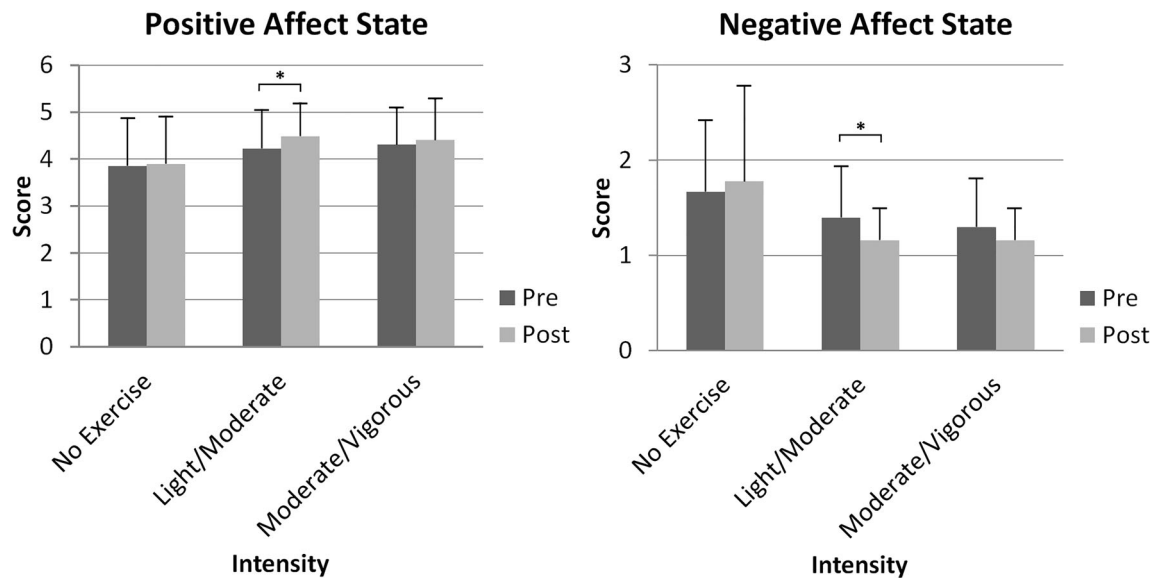 Positive Affect State
6
5
4
3
2
1
0
Score
*
Pre
Post
No Exercise
Light/Moderate
Moderate/Vigorous
Intensity
Negative Affect State
3
2
1
0
Score
*
Pre
Post
No Exercise
Light/Moderate
Moderate/Vigorous
Intensity